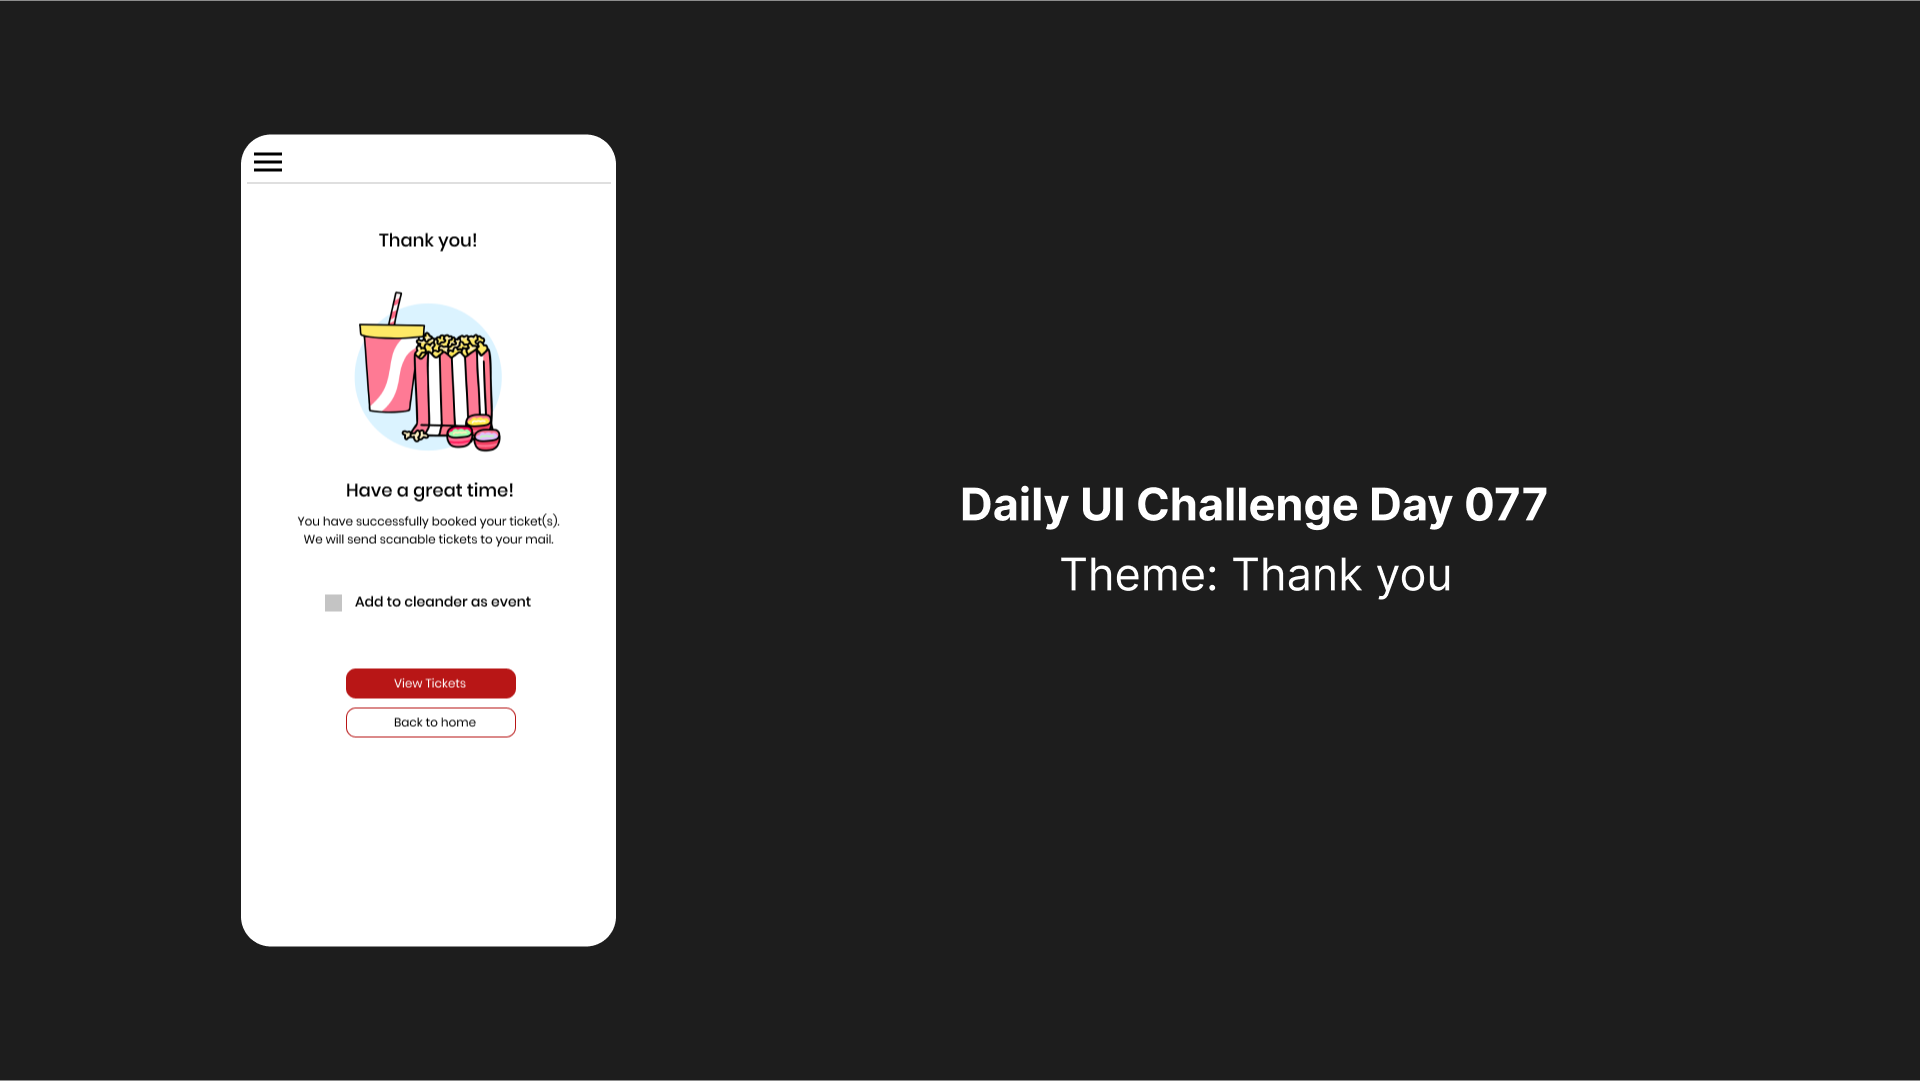 Thank you!
Have a great time!
You have successfully booked your ticket(s).
We will send scanable tickets to your mail.
Add to cleander as event
View Tickets
Back to home
Daily UI Challenge Day 077
Theme: Thank you